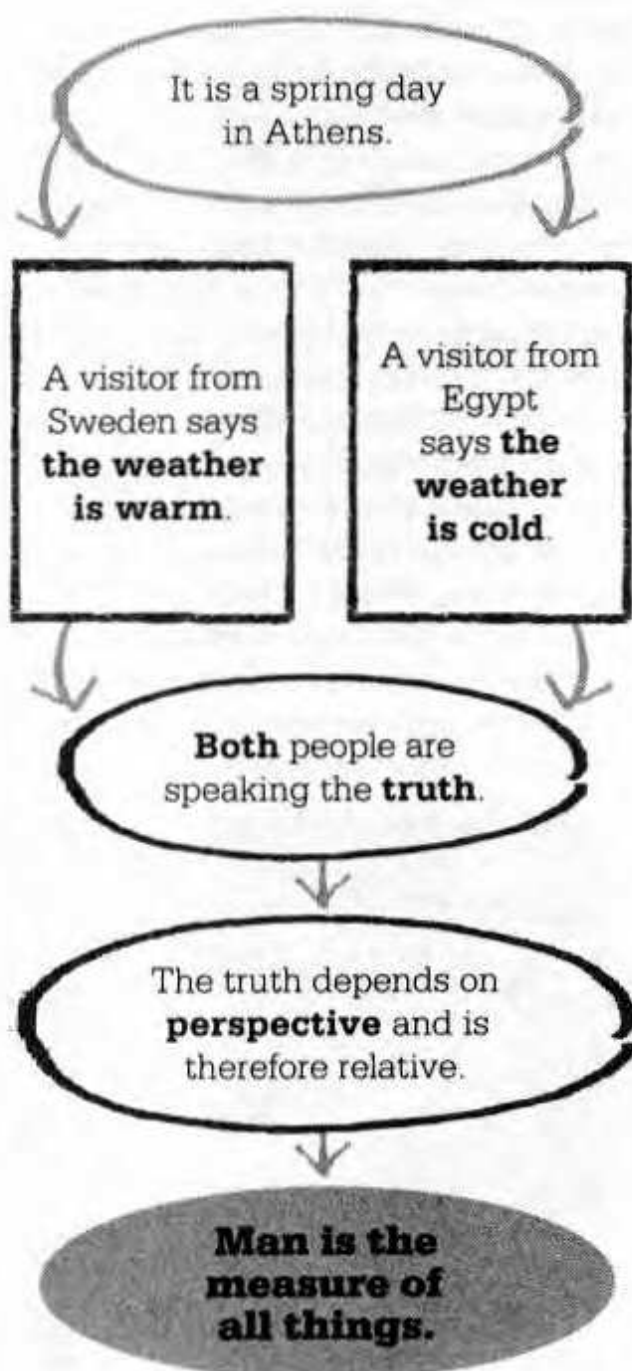 It is a spring day
in Athens.
A visitor from
Sweden says
the weather
is warm.
A visitor from
Egypt
says the
weather
is cold.
Both people are
speaking the truth.
The truth depends on
perspective and is
therefore relative.
Man is the
measure of
all things.